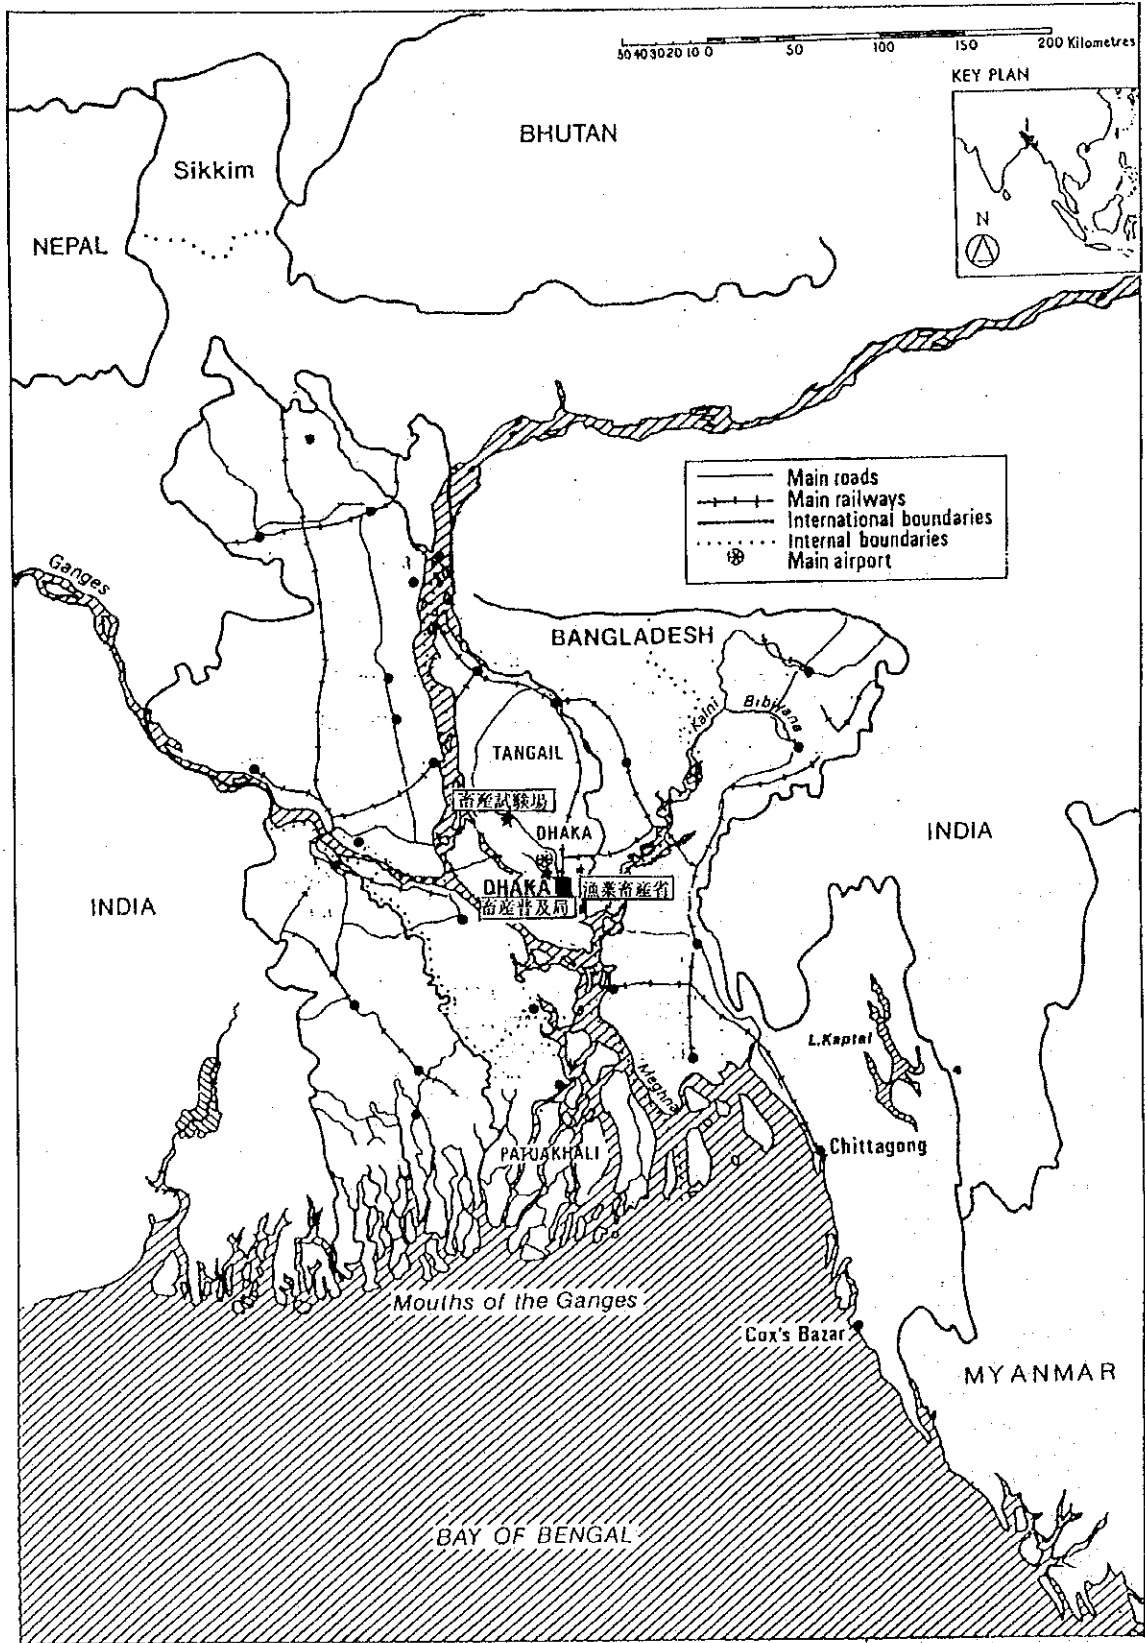 50 40 30 20 10 0 50 100 150 200 Kilometres
KEY PLAN
BHUTAN
Sikkim
N
NEPAL
Main roads
Main railways
International boundaries
Internal boundaries
Main airport
Ganges
BANGLADESH
Kalni
Bibiyana
TANGAIL
畜産試験場
DHAKA
INDIA
DHAKA
漁業畜産省
INDIA
畜産普及局
L.Kaptai
Meghna
Chittagong
PATUAKHALI
Mouths of the Ganges
Cox's Bazar
MYANMAR
BAY OF BENGAL